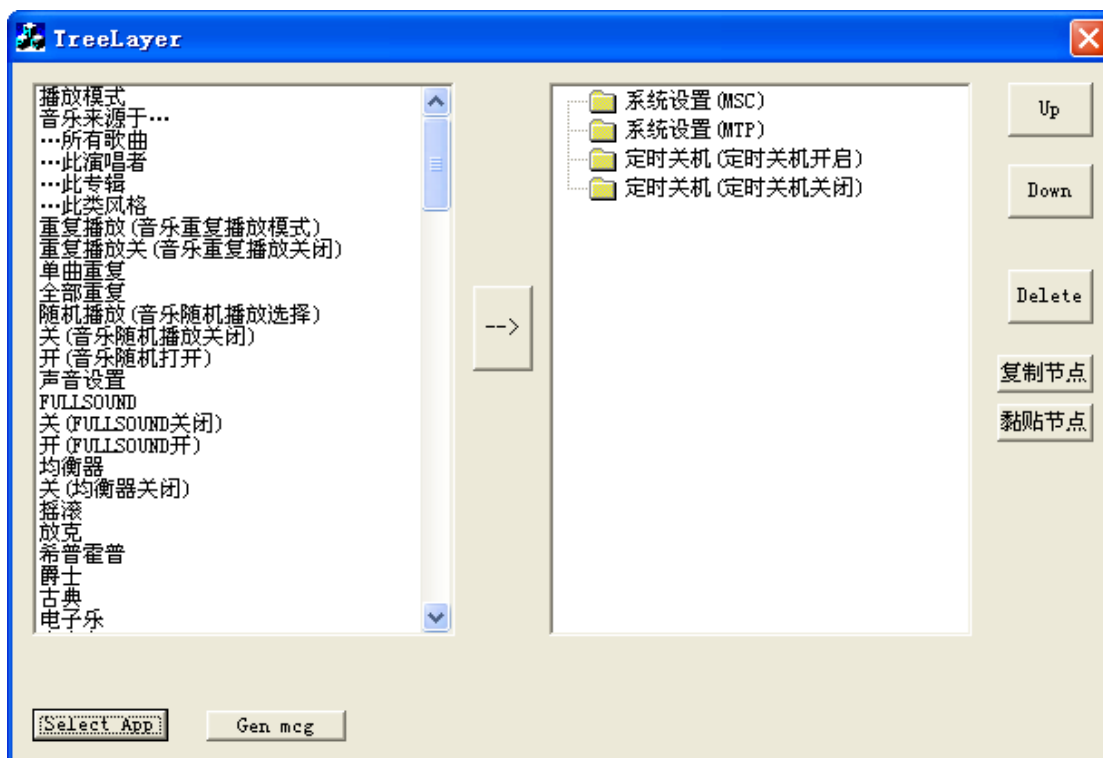 TreeLayer
播放模式
音乐来源于…
…所有歌曲
…此演唱者
…此专辑
…此类风格
重复播放(音乐重复播放模式)
重复播放关(音乐重复播放关闭)
单曲重复
全部重复
随机播放(音乐随机播放选择)
关(音乐随机播放关闭)
开(音乐随机打开)
声音设置
FULLSOUND
关(FULLSOUND关闭)
开(FULLSOUND开)
均衡器
关(均衡器关闭)
摇滚
放克
希普霍普
爵士
古典
电子乐
-->
系统设置(MSC)
系统设置(MTP)
定时关机(定时关机开启)
定时关机(定时关机关闭)
Up
Down
Delete
复制节点
黏贴节点
Select App
Gen mcg